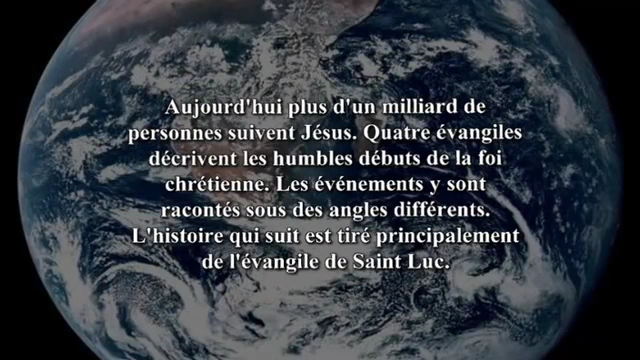 Aujourd'hui plus d'un milliard de
personnes suivent Jésus. Quatre évangiles
décrivent les humbles débuts de la foi
chrétienne. Les événements y sont
racontés sous des angles différents.
L'histoire qui suit est tiré principalement
de l'évangile de Saint Luc.